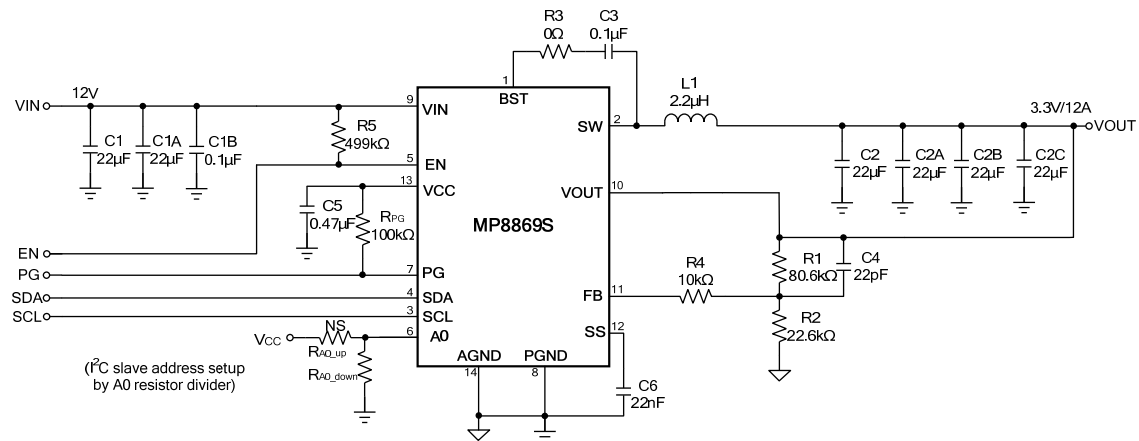 R3
0Ω
C3
0.1µF
1
BST
L1
2.2µH
3.3V/12A
VOUT
VIN
12V
9
VIN
C1
22µF
C1A
22µF
C1B
0.1µF
R5
499kΩ
SW
2
C2
22µF
C2A
22µF
C2B
22µF
C2C
22µF
5
EN
13
VCC
C5
0.47µF
RPG
100kΩ
MP8869S
VOUT
10
EN
PG
7
PG
SDA
4
SDA
SCL
3
SCL
R1
80.6kΩ
C4
22pF
R4
10kΩ
FB
11
R2
22.6kΩ
SS
12
VCC
NS
RA0_up
6
A0
RA0_down
(I²C slave address setup
by A0 resistor divider)
AGND
14
PGND
8
C6
22nF